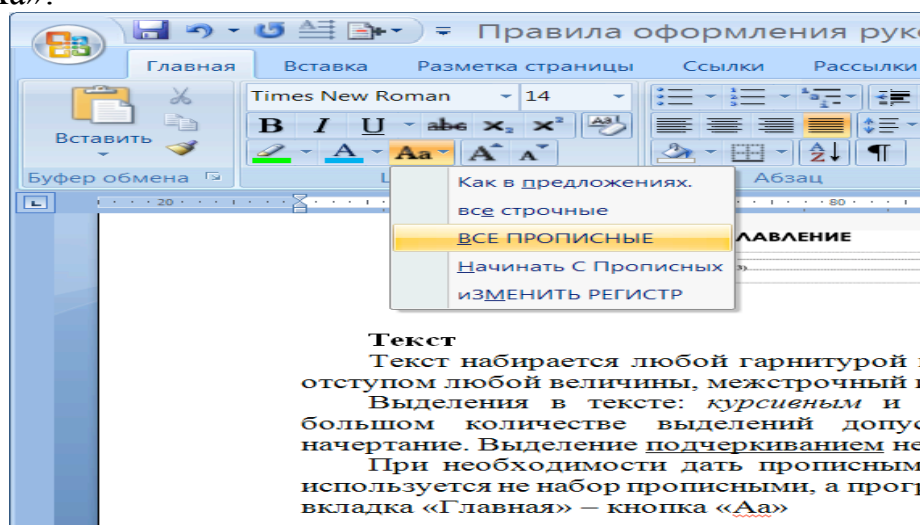 ка».
Правила оформления рук
Главная Вставка Разметка страницы Ссылки Рассылки
Times New Roman 14
Вставить
Буфер обмена
Абзац
20 80
Как в предложениях.
все строчные
ВСЕ ПРОПИСНЫЕ
Начинать С Прописных
иЗМЕНИТЬ РЕГИСТР
ЛАВЛЕНИЕ
Текст
Текст набирается любой гарнитурой
отступом любой величины, межстрочный
Выделения в тексте: курсивным и
большом количестве выделений допус
начертание. Выделение подчеркиванием не
При необходимости дать прописным
используется не набор прописными, а прогр
вкладка «Главная» – кнопка «Аа»